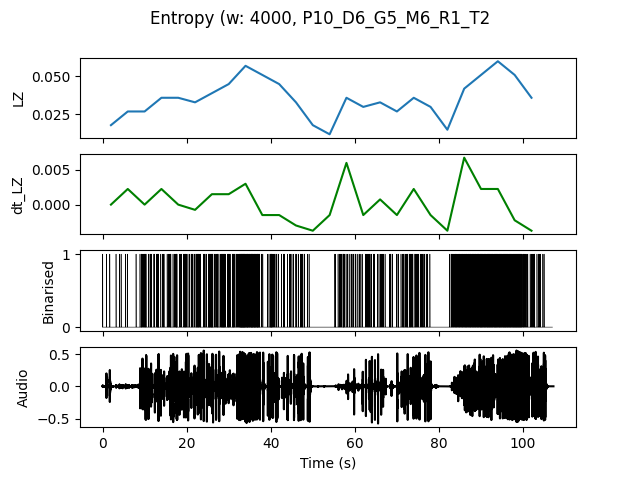 Entropy (w: 4000, P10_D6_G5_M6_R1_T2
LZ
0.050
0.025
dt_LZ
0.005
0.000
Binarised
1
0
Audio
0.5
0.0
−0.5
0 20 40 60 80 100
Time (s)